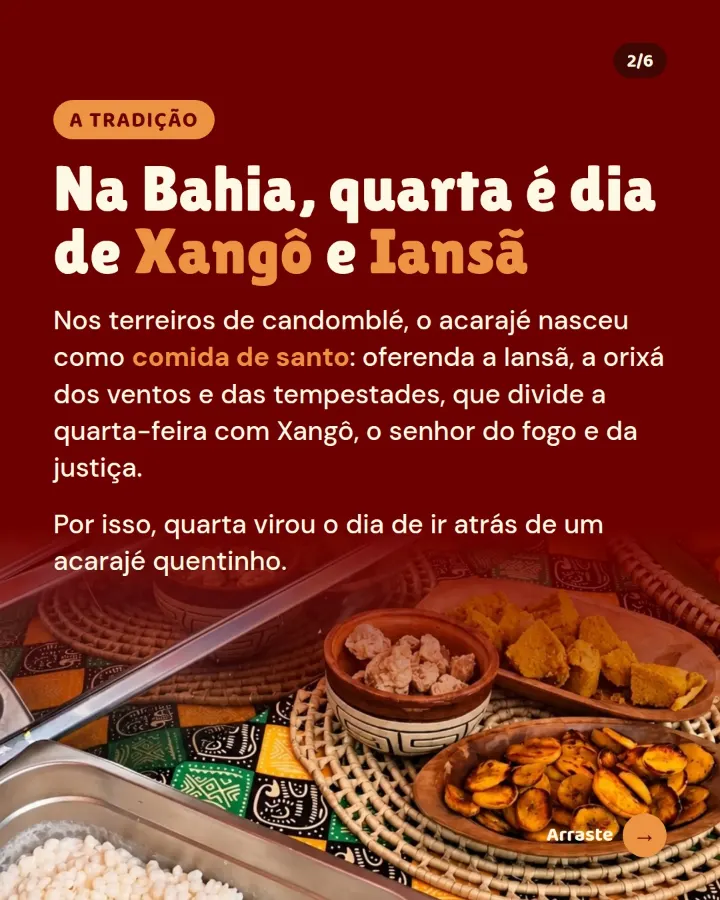 2/6
A TRADIÇÃO
Na Bahia, quarta é dia
de Xangô e Iansã
Nos terreiros de candomblé, o acarajé nasceu
como comida de santo: oferenda a Iansã, a orixá
dos ventos e das tempestades, que divide a
quarta-feira com Xangô, o senhor do fogo e da
justiça.
Por isso, quarta virou o dia de ir atrás de um
acarajé quentinho.
Arraste →